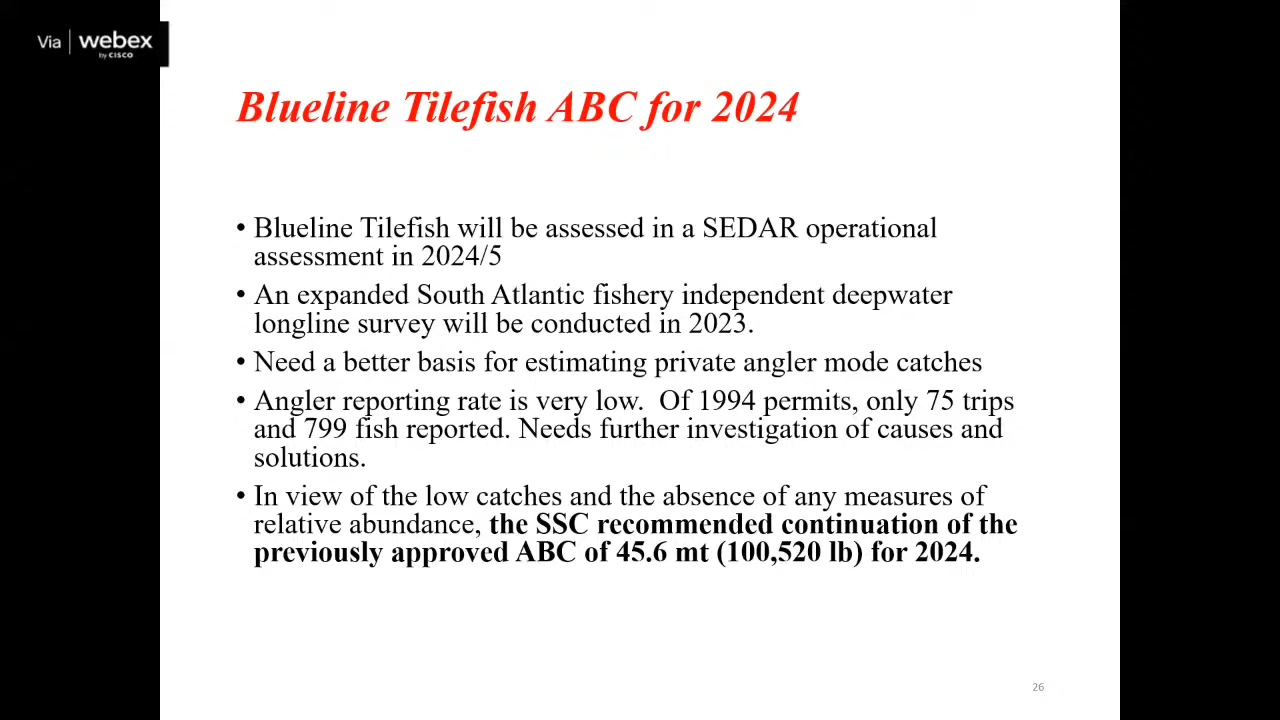 Via | webex
by CISCO
Blueline Tilefish ABC for 2024
• Blueline Tilefish will be assessed in a SEDAR operational
assessment in 2024/5
• An expanded South Atlantic fishery independent deepwater
longline survey will be conducted in 2023.
• Need a better basis for estimating private angler mode catches
• Angler reporting rate is very low.  Of 1994 permits, only 75 trips
and 799 fish reported. Needs further investigation of causes and
solutions.
• In view of the low catches and the absence of any measures of
relative abundance, the SSC recommended continuation of the
previously approved ABC of 45.6 mt (100,520 lb) for 2024.
26